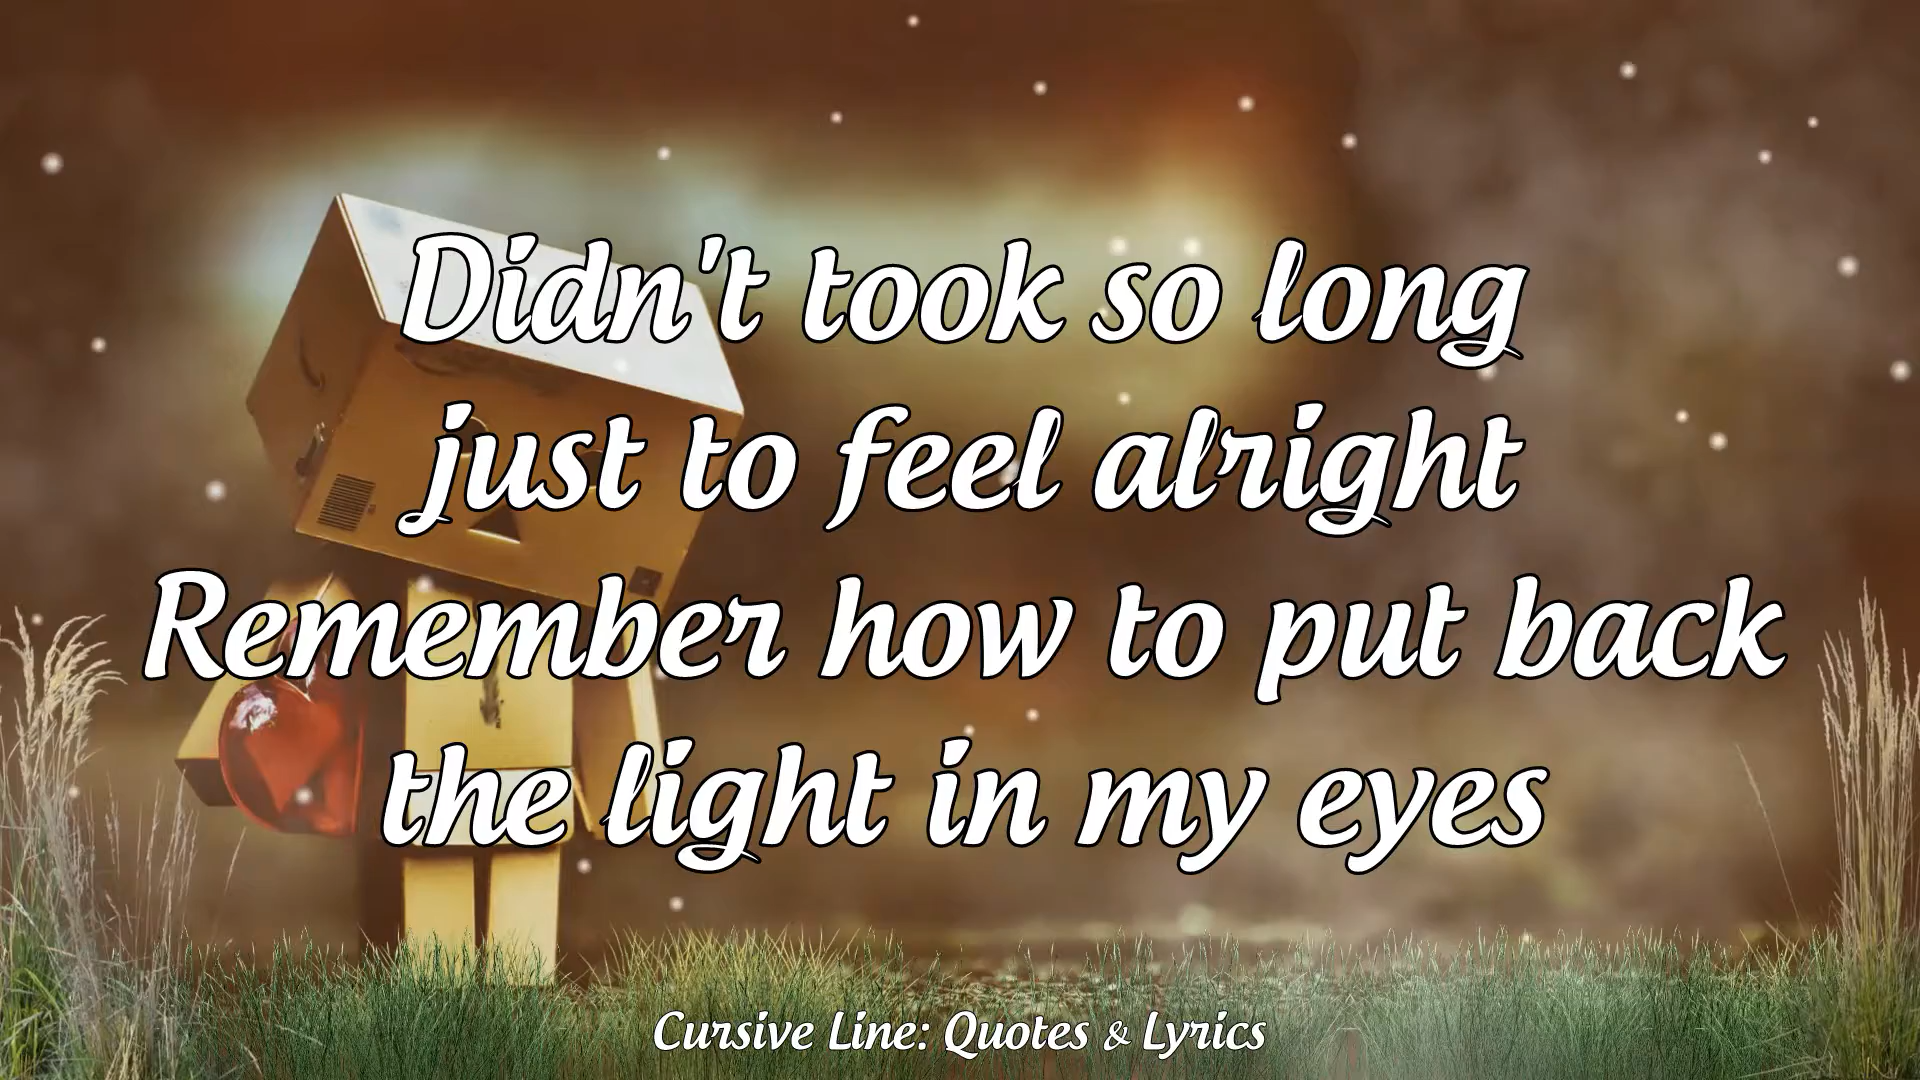 Didn't took so long
just to feel alright
Remember how to put back
the light in my eyes
Cursive Line: Quotes & Lyrics